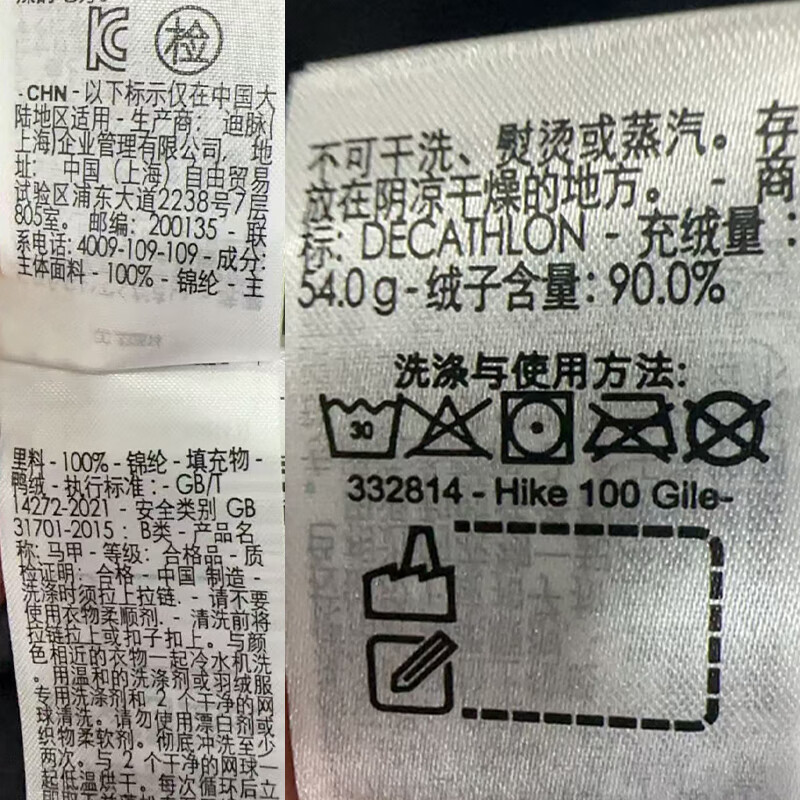 检
- CHN - 以下标示仅在中国大
陆地区适用 - 生产商： 迪脉(
上海)企业管理有限公司， 地
址： 中国（上海）自由贸易
试验区浦东大道2238号7层
805室。 邮编: 200135 - 联
系电话: 4009-109-109 - 成分:
主体面料 - 100% - 锦纶 - 主
里料 - 100% - 锦纶 - 填充物 -
鸭绒 - 执行标准 : - GB/T
14272-2021 - 安全类别 GB
31701-2015 : B类 - 产品名
称: 马甲 - 等级: 合格品 - 质
检证明: 合格 - 中国 制造 -
洗涤时须拉上拉链. - 请不要
使用衣物柔顺剂. - 清洗前将
拉链拉上或扣子扣上。与颜
色相近的衣物一起冷水机洗
。用温和的洗涤剂或羽绒服
专用洗涤剂和 2 个干净的网
球清洗。请勿使用漂白剂或
织物柔软剂。彻底冲洗至少
两次。与 2 个干净的网球一
起低温烘干。每次循环后立
不可干洗、熨烫或蒸汽。存
放在阴凉干燥的地方。 - 商
标: DECATHLON - 充绒量 :
54.0 g - 绒子含量: 90.0%
洗涤与使用方法:
30
332814 - Hike 100 Gile-